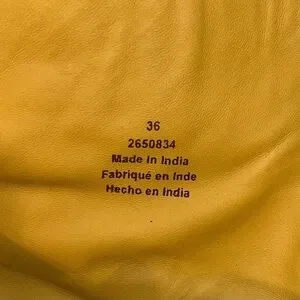 36
2650834
Made In India
Fabriqué en Inde
Hecho en India